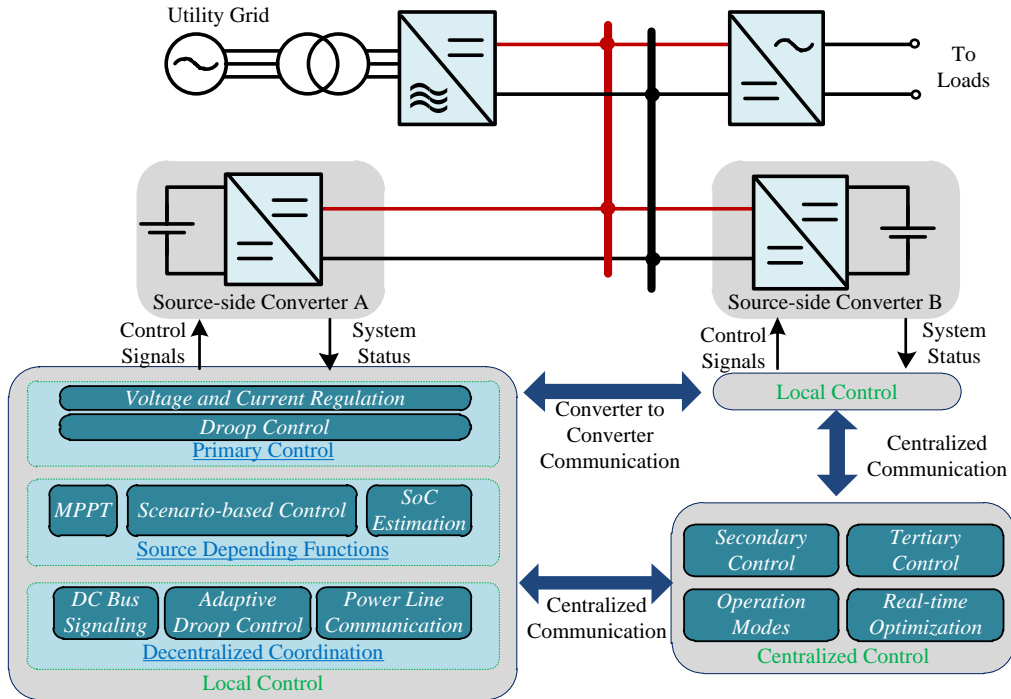 Utility Grid
To
Loads
Source-side Converter A
Source-side Converter B
Control
Signals
System
Status
Control
Signals
System
Status
Voltage and Current Regulation
Droop Control
Primary Control
MPPT
Scenario-based Control
SoC
Estimation
Source Depending Functions
DC Bus
Signaling
Adaptive
Droop Control
Power Line
Communication
Decentralized Coordination
Local Control
Converter to
Converter
Communication
Local Control
Centralized
Communication
Centralized
Communication
Secondary
Control
Tertiary
Control
Operation
Modes
Real-time
Optimization
Centralized Control